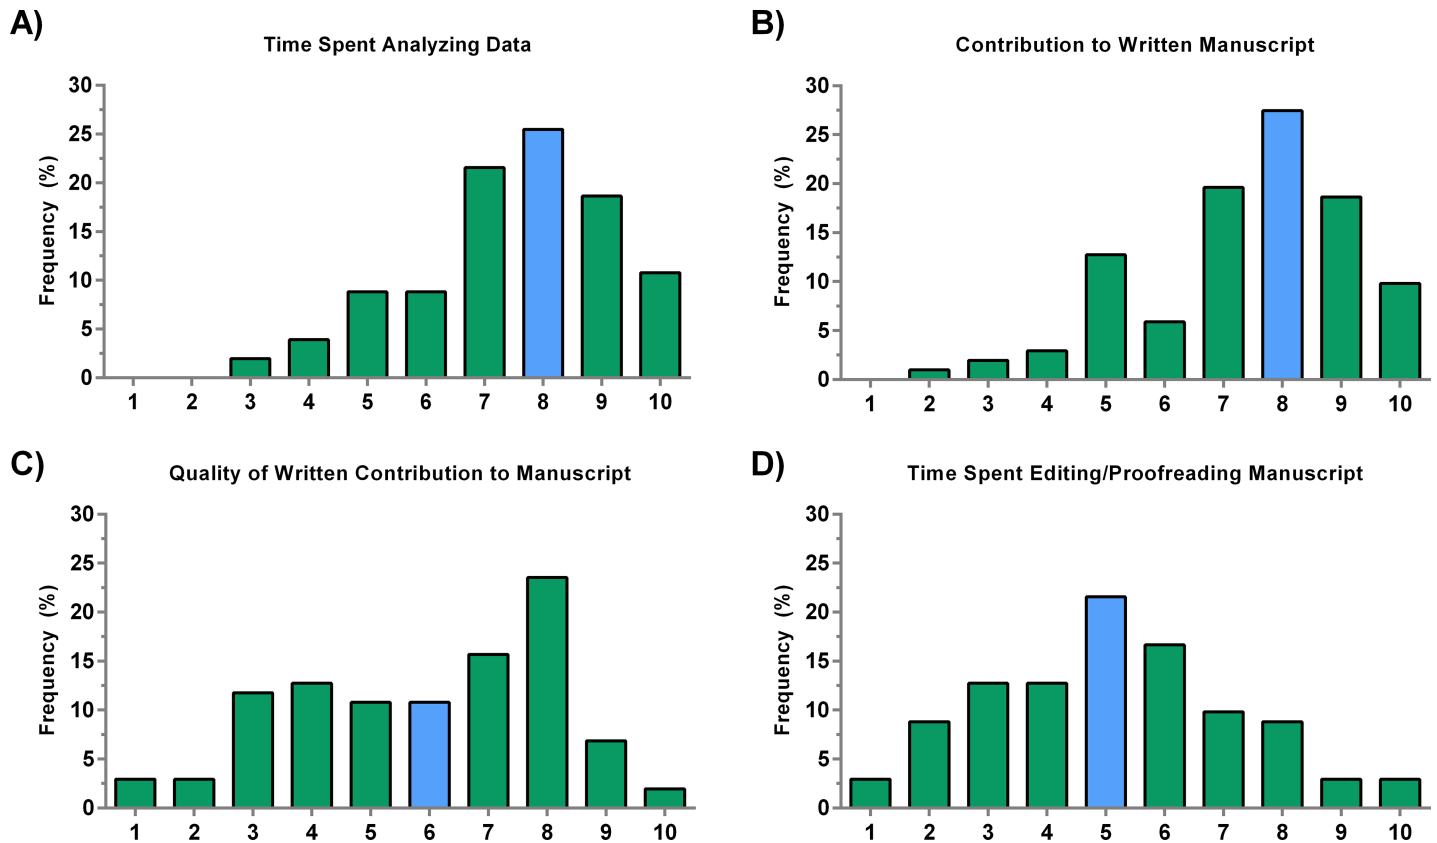 A)
Time Spent Analyzing Data
Frequency (%)
30
25
20
15
10
5
0
1 2 3 4 5 6 7 8 9 10
B)
Contribution to Written Manuscript
Frequency (%)
30
25
20
15
10
5
0
1 2 3 4 5 6 7 8 9 10
C)
Quality of Written Contribution to Manuscript
Frequency (%)
30
25
20
15
10
5
0
1 2 3 4 5 6 7 8 9 10
D)
Time Spent Editing/Proofreading Manuscript
Frequency (%)
30
25
20
15
10
5
0
1 2 3 4 5 6 7 8 9 10